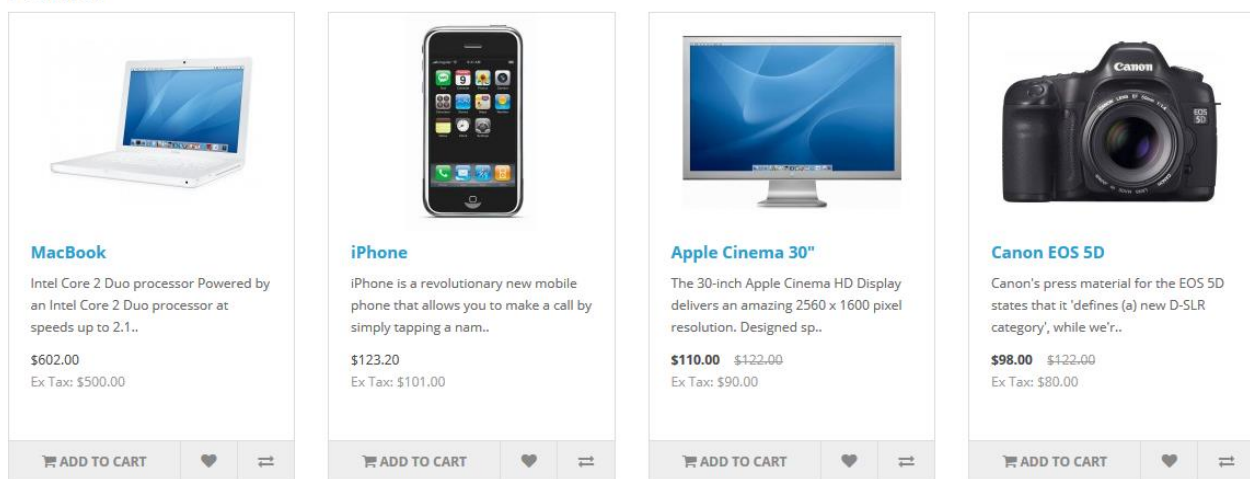 Canon
EOS
5D
MacBook
Intel Core 2 Duo processor Powered by
an Intel Core 2 Duo processor at
speeds up to 2.1..
$602.00
Ex Tax: $500.00
ADD TO CART
iPhone
iPhone is a revolutionary new mobile
phone that allows you to make a call by
simply tapping a nam..
$123.20
Ex Tax: $101.00
ADD TO CART
Apple Cinema 30"
The 30-inch Apple Cinema HD Display
delivers an amazing 2560 x 1600 pixel
resolution. Designed sp..
$110.00 $122.00
Ex Tax: $90.00
ADD TO CART
Canon EOS 5D
Canon's press material for the EOS 5D
states that it 'defines (a) new D-SLR
category', while we'r..
$98.00 $122.00
Ex Tax: $80.00
ADD TO CART